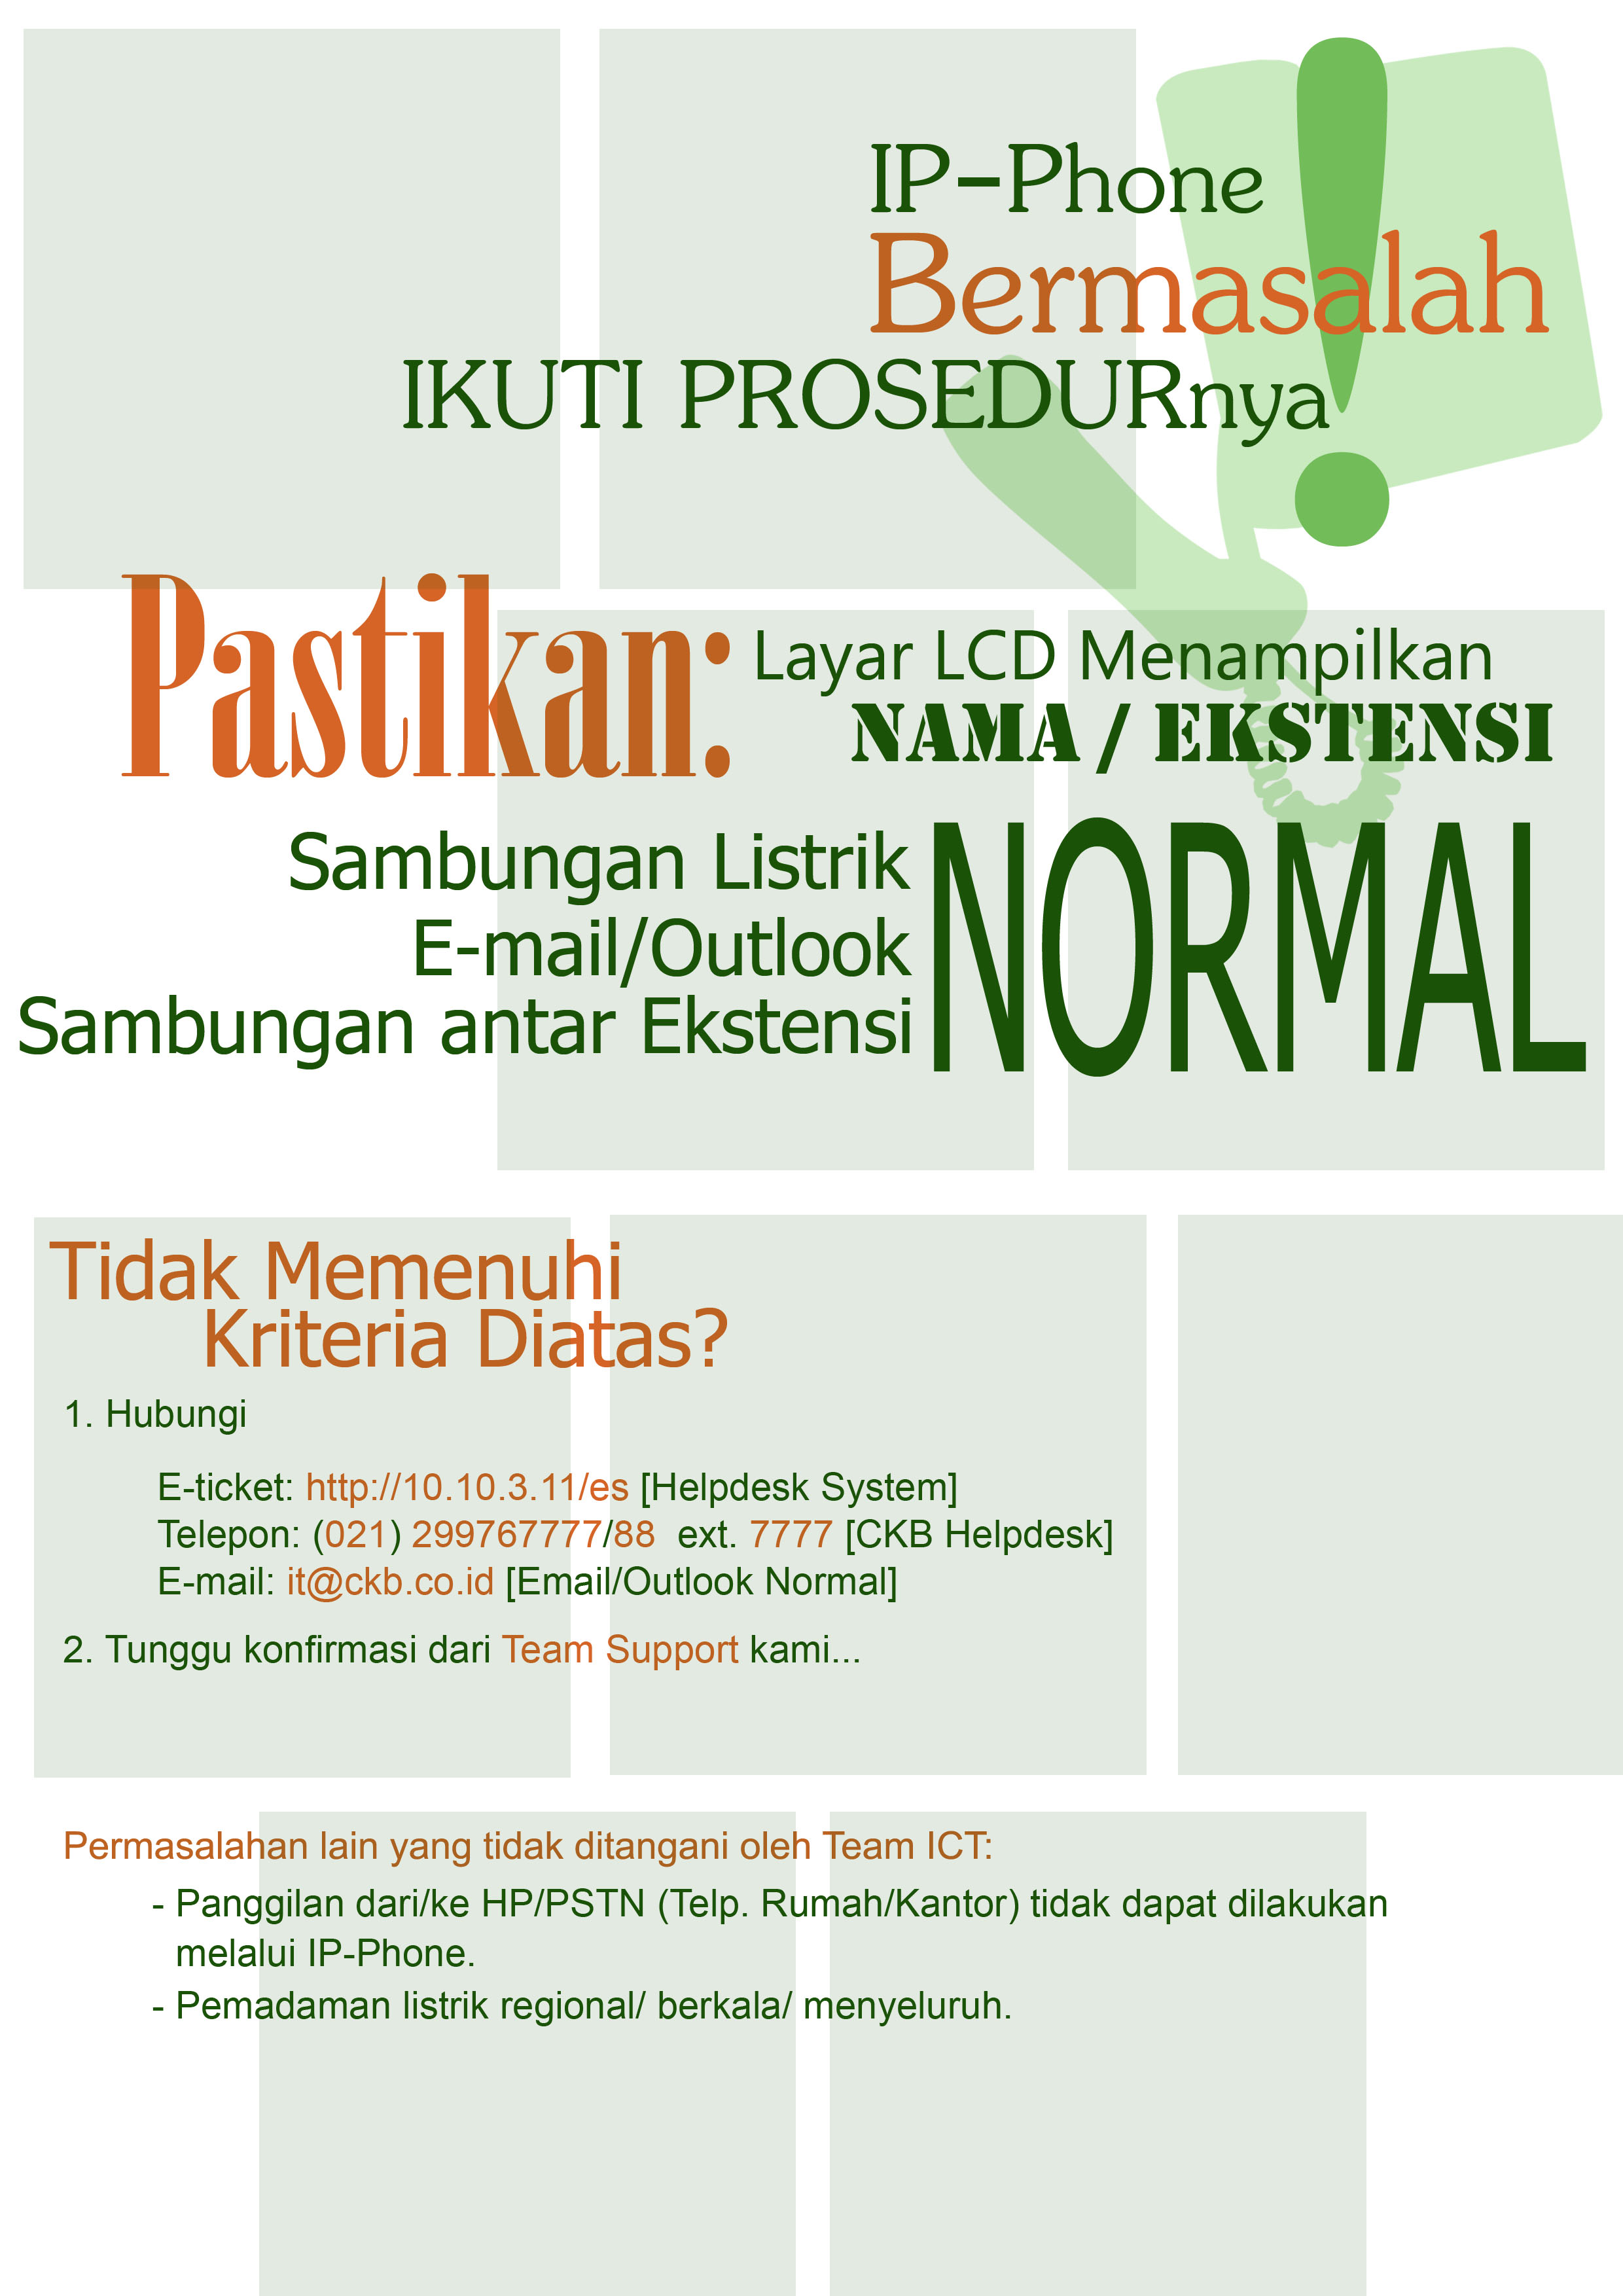 IP-Phone
Bermasalah
IKUTI PROSEDURnya
Pastikan: Layar LCD Menampilkan
NAMA / EKSTENSI
Sambungan Listrik
E-mail/Outlook
Sambungan antar Ekstensi
NORMAL
Tidak Memenuhi
Kriteria Diatas?
1. Hubungi
E-ticket: http://10.10.3.11/es [Helpdesk System]
Telepon: (021) 299767777/88 ext. 7777 [CKB Helpdesk]
E-mail: it@ckb.co.id [Email/Outlook Normal]
2. Tunggu konfirmasi dari Team Support kami...
Permasalahan lain yang tidak ditangani oleh Team ICT:
- Panggilan dari/ke HP/PSTN (Telp. Rumah/Kantor) tidak dapat dilakukan
melalui IP-Phone.
- Pemadaman listrik regional/ berkala/ menyeluruh.